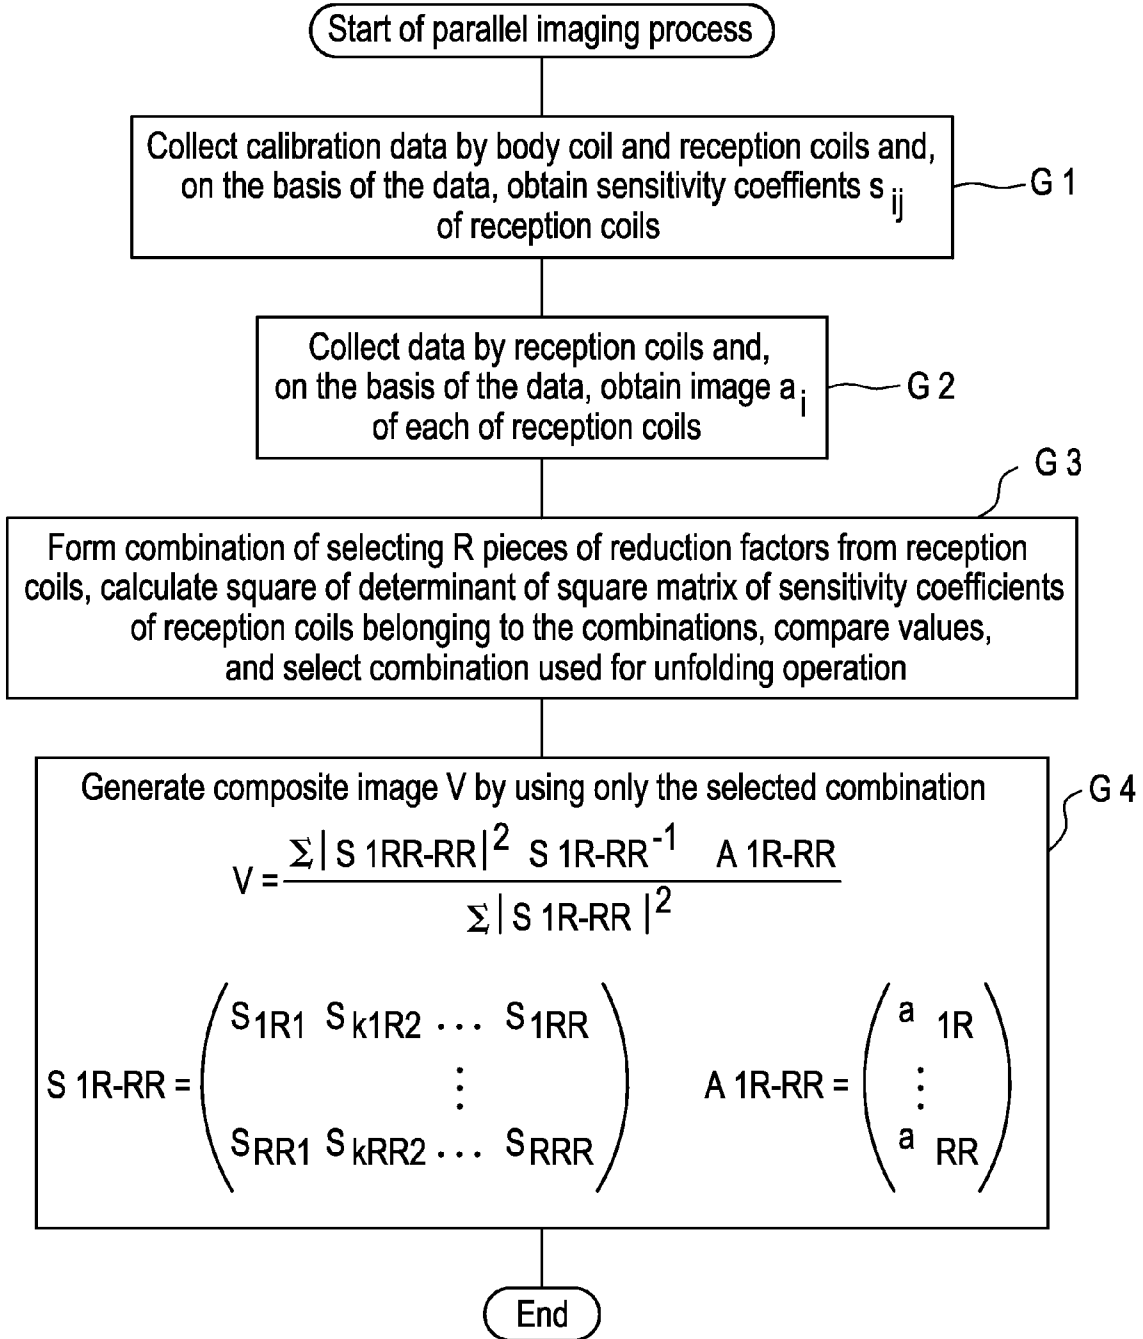 Start of parallel imaging process
Collect calibration data by body coil and reception coils and,
on the basis of the data, obtain sensitivity coeffients s ij
of reception coils
G 1
Collect data by reception coils and,
on the basis of the data, obtain image a i
of each of reception coils
G 2
G 3
Form combination of selecting R pieces of reduction factors from reception
coils, calculate square of determinant of square matrix of sensitivity coefficients
of reception coils belonging to the combinations, compare values,
and select combination used for unfolding operation
Generate composite image V by using only the selected combination
G 4
V = Σ| S 1RR-RR|² S 1R-RR⁻¹ A 1R-RR
Σ| S 1R-RR |²
S 1R-RR = ( S1R1 Sk1R2 ... S1RR
⋮
SRR1 SkRR2 ... SRRR )
A 1R-RR = ( a 1R
⋮
a RR )
End